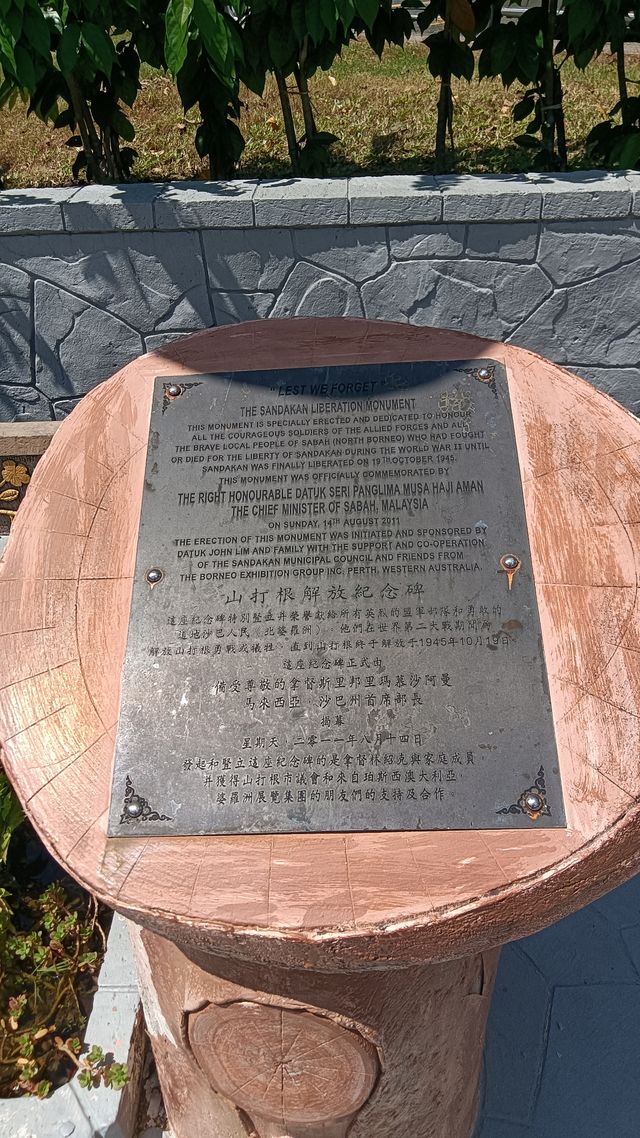 " LEST WE FORGET "
THE SANDAKAN LIBERATION MONUMENT
THIS MONUMENT IS SPECIALLY ERECTED AND DEDICATED TO HONOUR
ALL THE COURAGEOUS SOLDIERS OF THE ALLIED FORCES AND ALL
THE BRAVE LOCAL PEOPLE OF SABAH (NORTH BORNEO) WHO HAD FOUGHT
OR DIED FOR THE LIBERTY OF SANDAKAN DURING THE WORLD WAR II UNTIL
SANDAKAN WAS FINALLY LIBERATED ON 19TH OCTOBER 1945.
THIS MONUMENT WAS OFFICIALLY COMMEMORATED BY
THE RIGHT HONOURABLE DATUK SERI PANGLIMA MUSA HAJI AMAN
THE CHIEF MINISTER OF SABAH, MALAYSIA
ON SUNDAY, 14TH AUGUST 2011
THE ERECTION OF THIS MONUMENT WAS INITIATED AND SPONSORED BY
DATUK JOHN LIM AND FAMILY WITH THE SUPPORT AND CO-OPERATION
OF THE SANDAKAN MUNICIPAL COUNCIL AND FRIENDS FROM
THE BORNEO EXHIBITION GROUP INC. PERTH, WESTERN AUSTRALIA.
山打根解放紀念碑
這座紀念碑特別豎立并榮譽獻給所有英勇的盟軍部隊和勇敢的
沙巴人民（北婆羅洲）。他們在世界第二大戰期間為
解放山打根勇戰或犧牲，直到山打根終于解放于1945年10月19日。
這座紀念碑正式由
備受尊敬的拿督斯里邦里瑪慕沙阿曼
馬來西亞，沙巴州首席部長
揭幕
星期天，二零一一年八月十四日
發起和豎立這座紀念碑的是拿督林紹克與家庭成員，
并獲得山打根市議會和來自珀斯西澳大利亞，
婆羅洲展覽集團的朋友們的支持及合作。